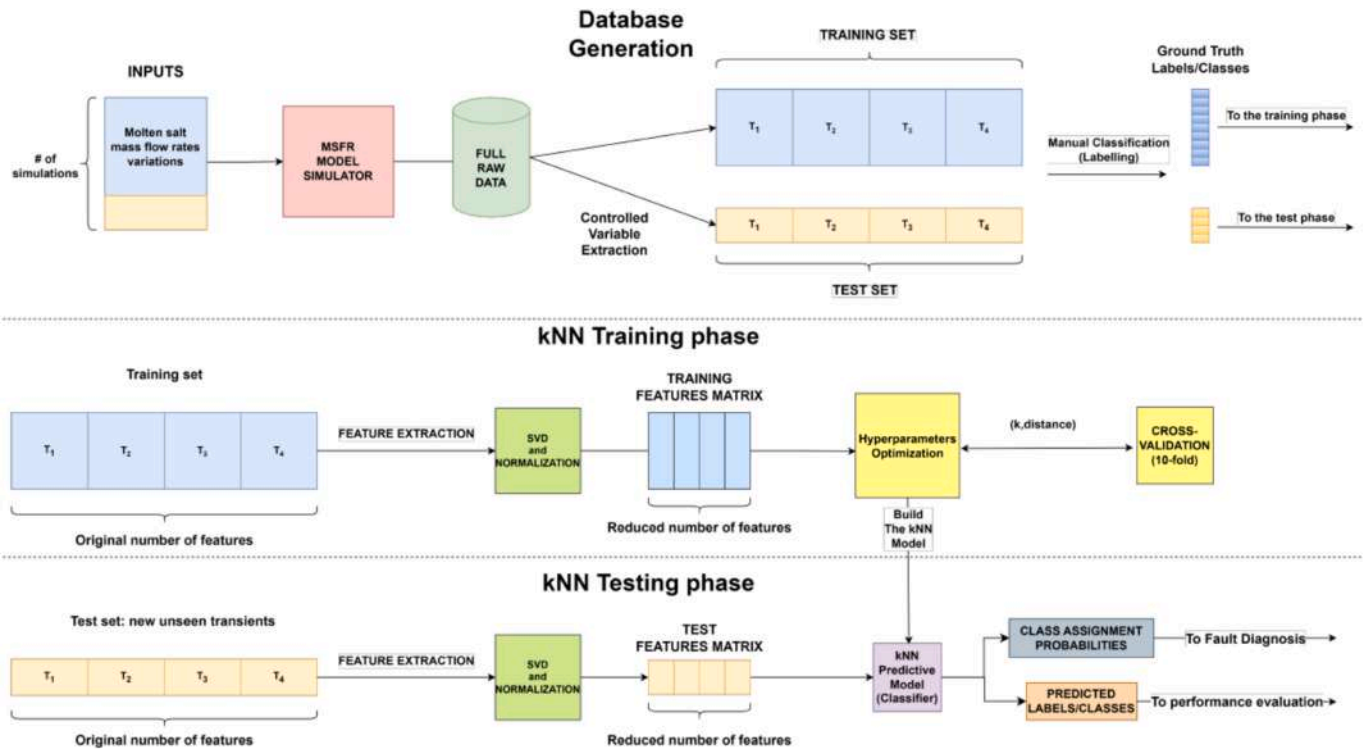 Database
Generation
INPUTS
# of
simulations
Molten salt
mass flow rates
variations
MSFR
MODEL
SIMULATOR
FULL
RAW
DATA
Controlled
Variable
Extraction
TRAINING SET
T1 T2 T3 T4
T1 T2 T3 T4
TEST SET
Manual Classification
(Labelling)
Ground Truth
Labels/Classes
To the training phase
To the test phase
kNN Training phase
Training set
T1 T2 T3 T4
Original number of features
FEATURE EXTRACTION
SVD
and
NORMALIZATION
TRAINING
FEATURES MATRIX
Reduced number of features
Hyperparameters
Optimization
(k,distance)
CROSS-
VALIDATION
(10-fold)
Build
The kNN
Model
kNN Testing phase
Test set: new unseen transients
T1 T2 T3 T4
Original number of features
FEATURE EXTRACTION
SVD
and
NORMALIZATION
TEST
FEATURES MATRIX
Reduced number of features
kNN
Predictive
Model
(Classifier)
CLASS ASSIGNMENT
PROBABILITIES
To Fault Diagnosis
PREDICTED
LABELS/CLASSES
To performance evaluation